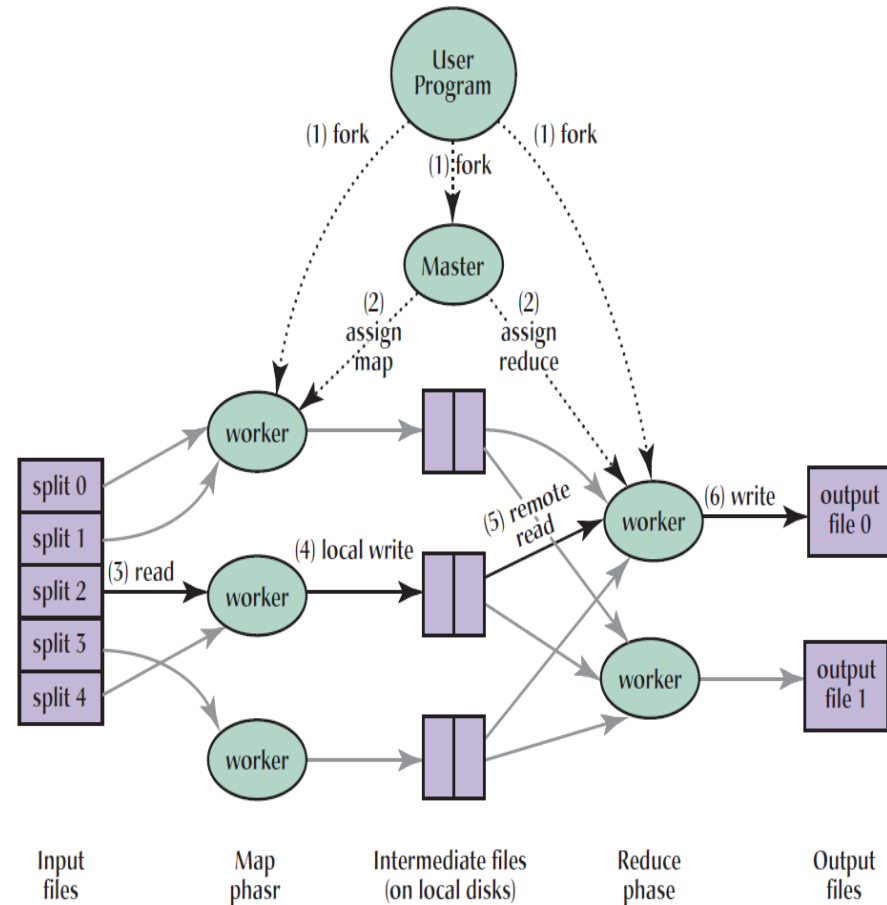 User
Program
(1) fork
(1) fork
(1) fork
Master
(2)
assign
map
(2)
assign
reduce
worker
split 0
split 1
split 2
split 3
split 4
(3) read
worker
(4) local write
worker
(5) remote
read
worker
(6) write
output
file 0
worker
output
file 1
Input
files
Map
phasr
Intermediate files
(on local disks)
Reduce
phase
Output
files